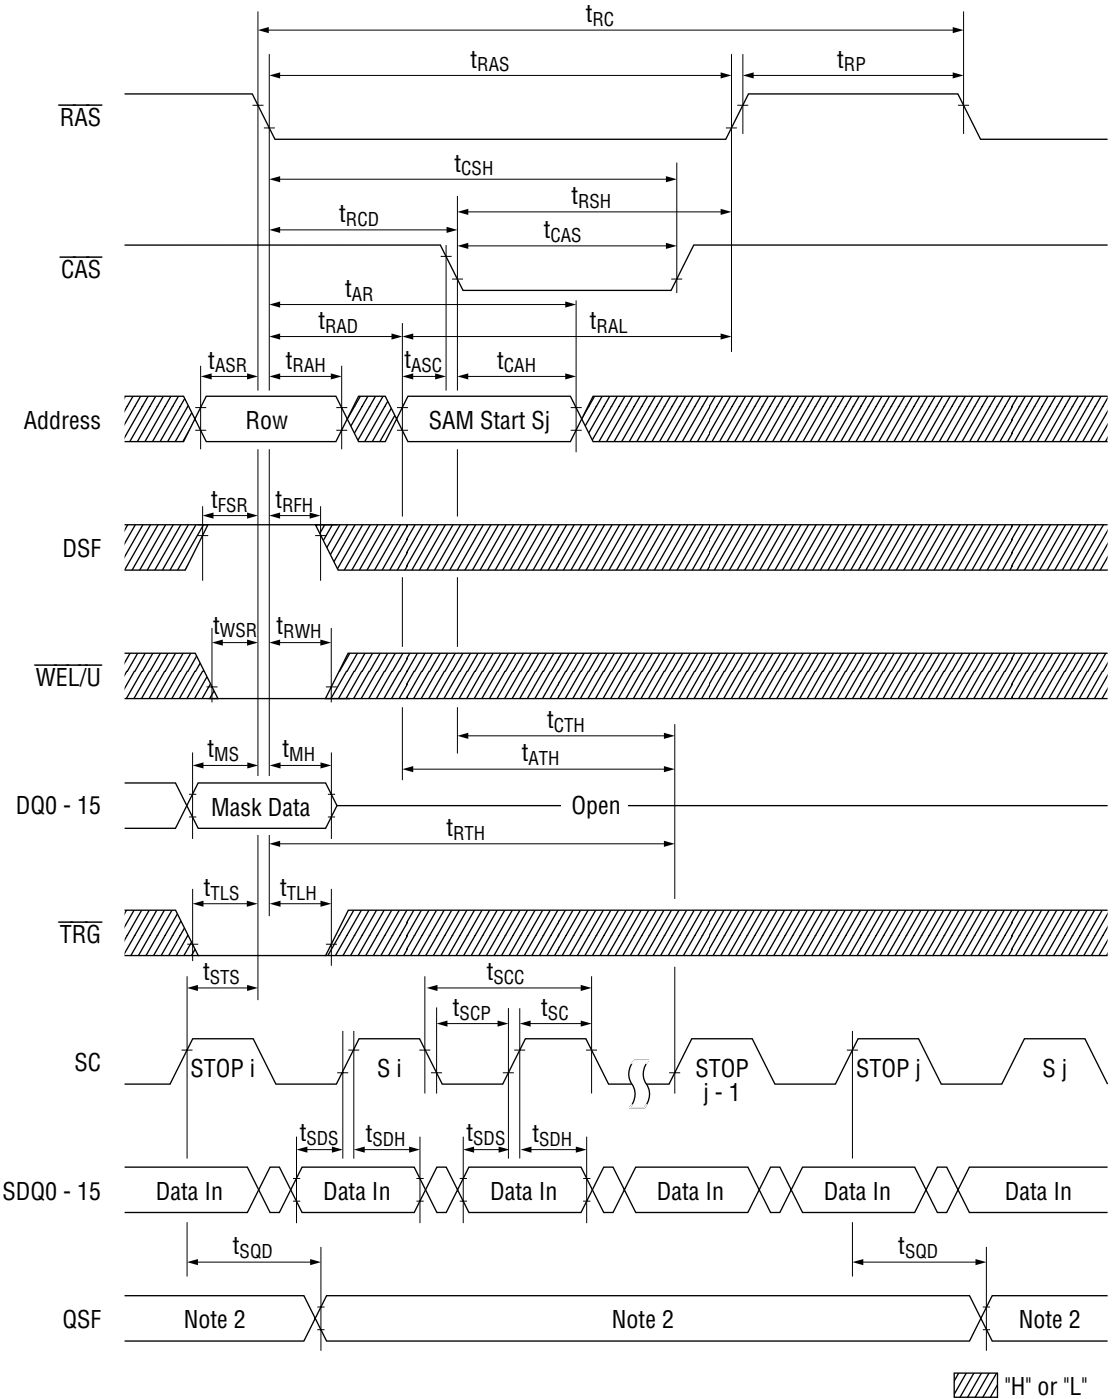 tRC
tRAS
tRP
RAS
tCSH
tRSH
tRCD
tCAS
CAS
tAR
tRAD
tRAL
tASR
tRAH
tASC
tCAH
Address
Row
SAM Start Sj
tFSR
tRFH
DSF
tWSR
tRWH
WEL/U
tCTH
tMS
tMH
tATH
DQ0 - 15
Mask Data
Open
tRTH
tTLS
tTLH
TRG
tSTS
tSCC
tSCP
tSC
SC
STOP i
S i
STOP
j - 1
STOP j
S j
tSDS
tSDH
tSDS
tSDH
SDQ0 - 15
Data In
Data In
Data In
Data In
Data In
Data In
tSQD
tSQD
QSF
Note 2
Note 2
Note 2
"H" or "L"